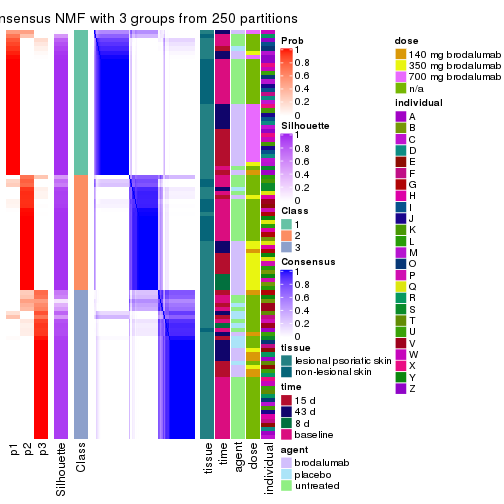 nsensus NMF with 3 groups from 250 partitions
Prob
1
0.8
0.6
0.4
0.2
0
Silhouette
1
0.8
0.6
0.4
0.2
0
Class
1
2
3
Consensus
1
0.8
0.6
0.4
0.2
0
tissue
lesional psoriatic skin
non-lesional skin
time
15 d
43 d
8 d
baseline
agent
brodalumab
placebo
untreated
dose
140 mg brodalumab
350 mg brodalumab
700 mg brodalumab
n/a
individual
A
B
C
D
E
F
G
H
I
J
K
L
M
O
P
Q
R
S
T
U
V
W
X
Y
Z
p1
p2
p3
Silhouette
Class
tissue
time
agent
dose
individual